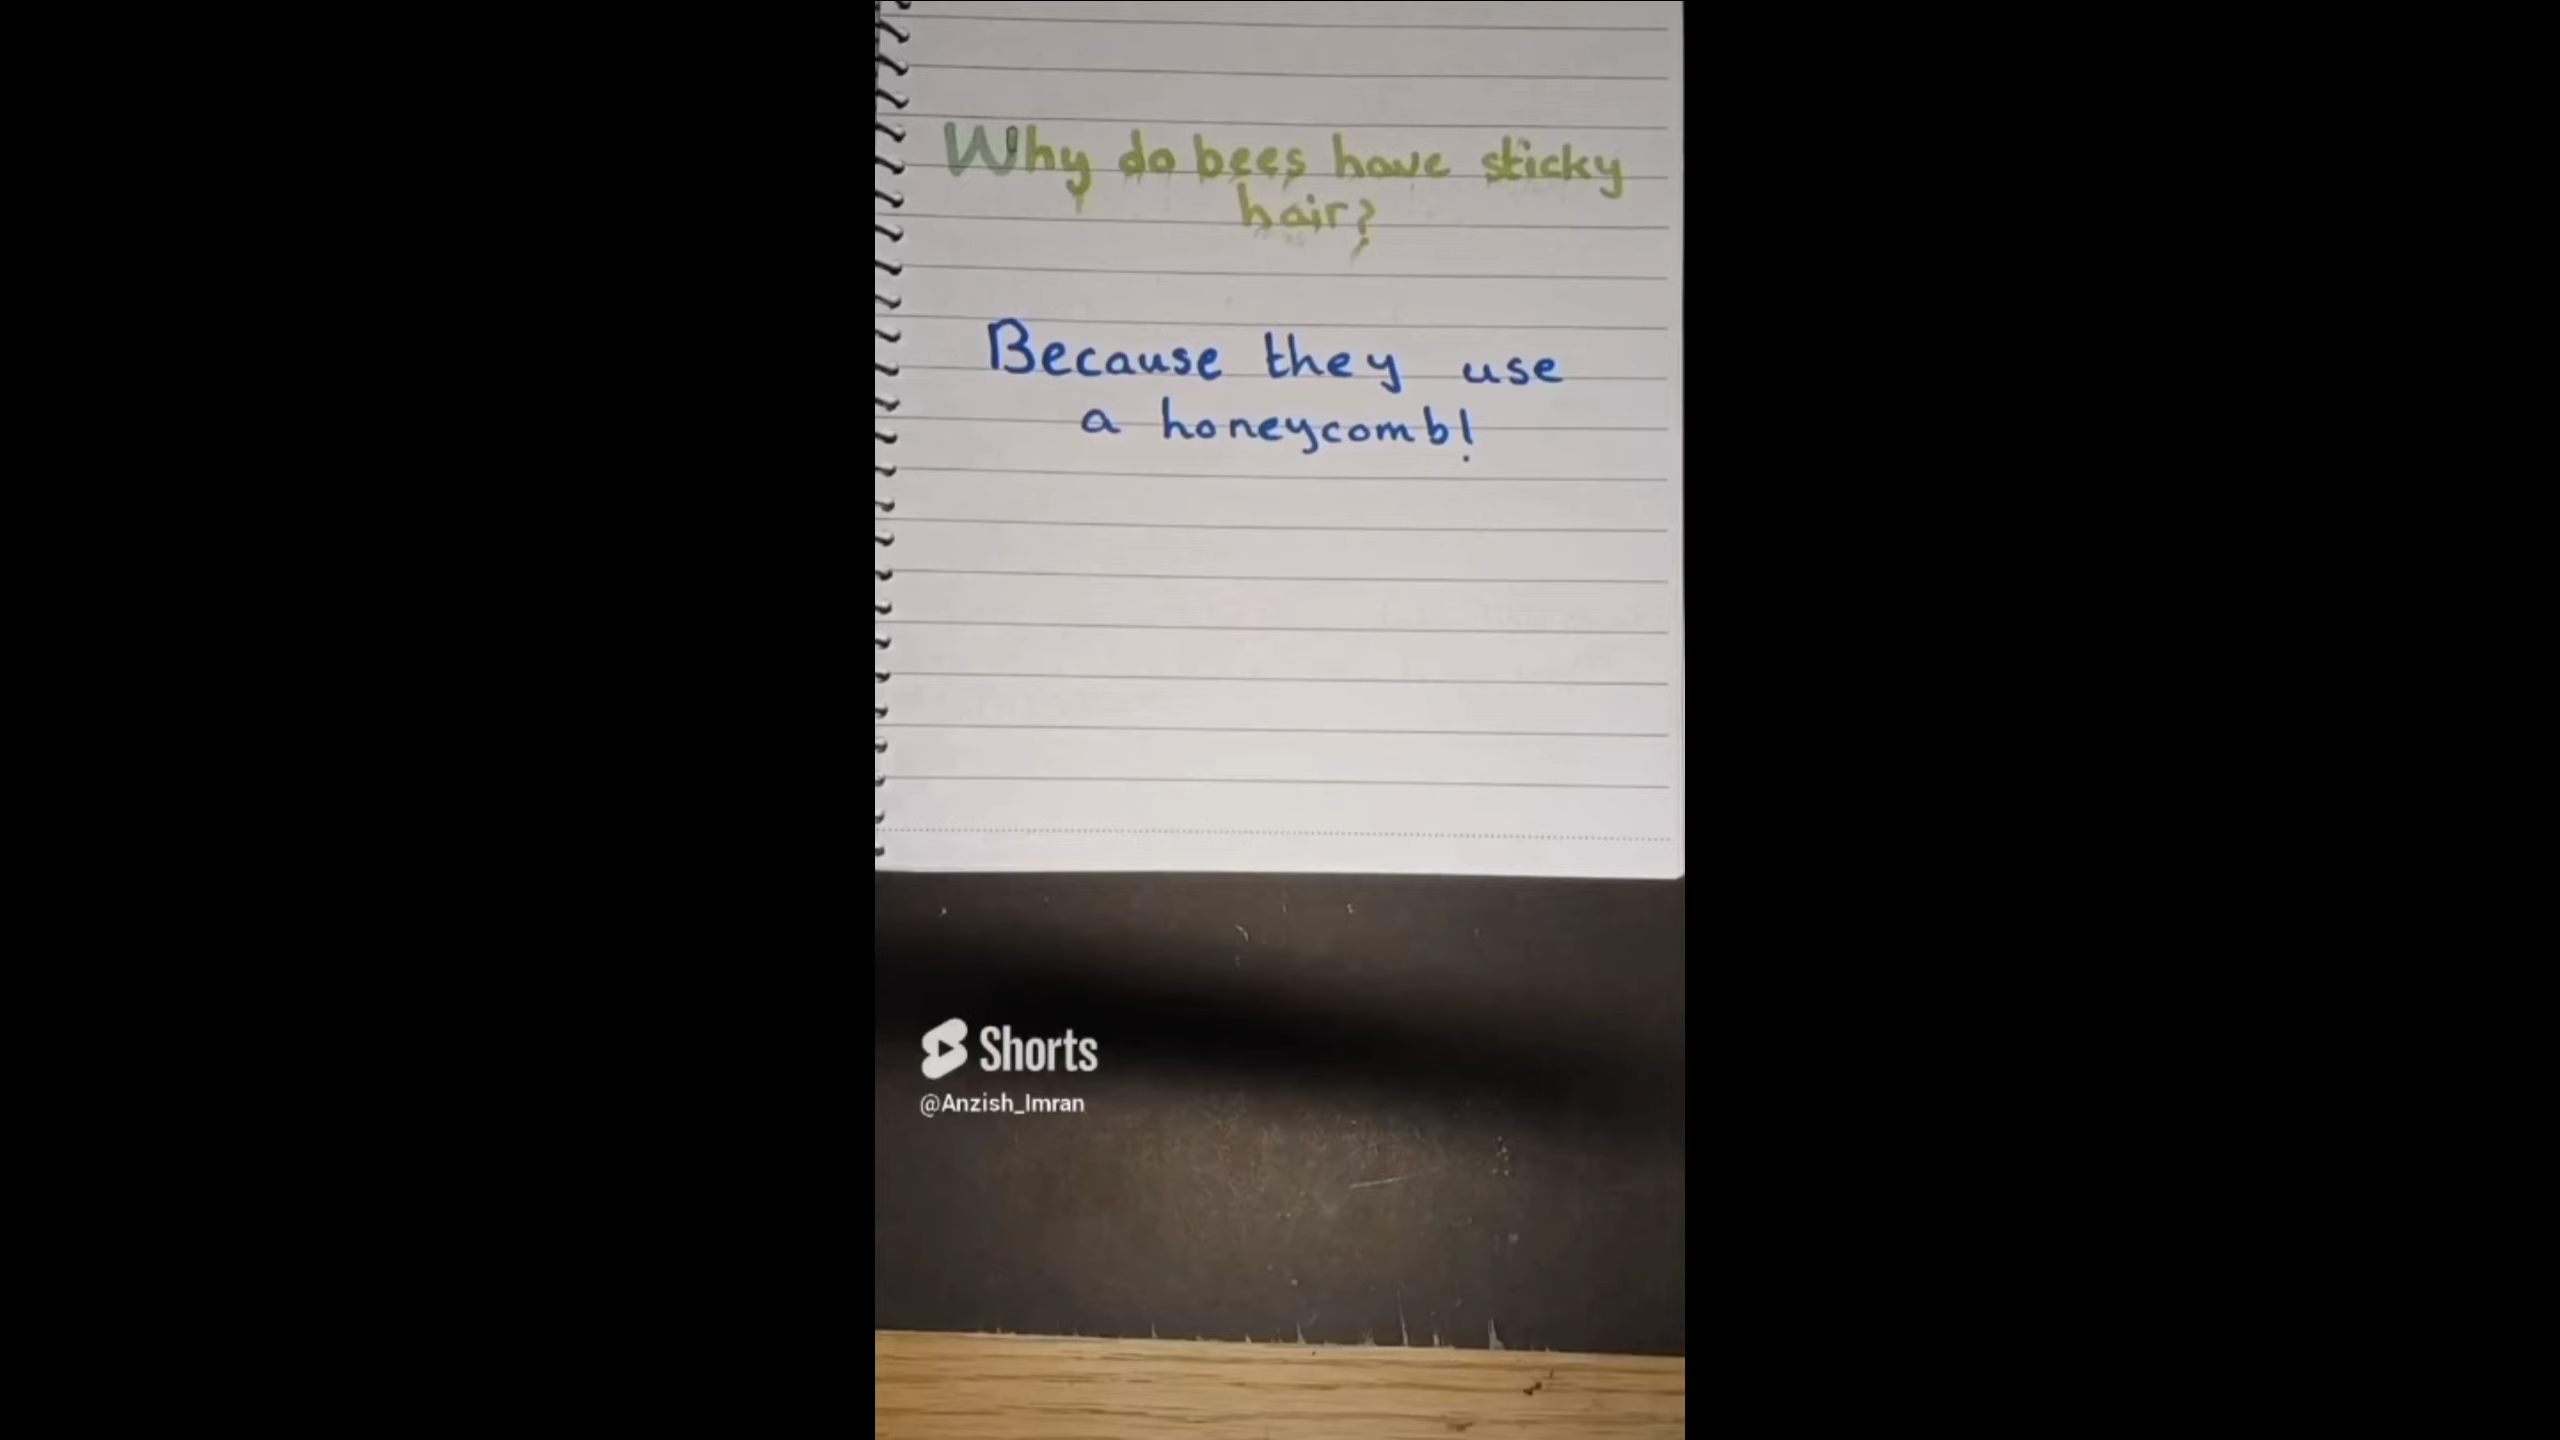 Why do bees have sticky
hair?
Because they use
a honeycomb!
Shorts
@Anzish_Imran